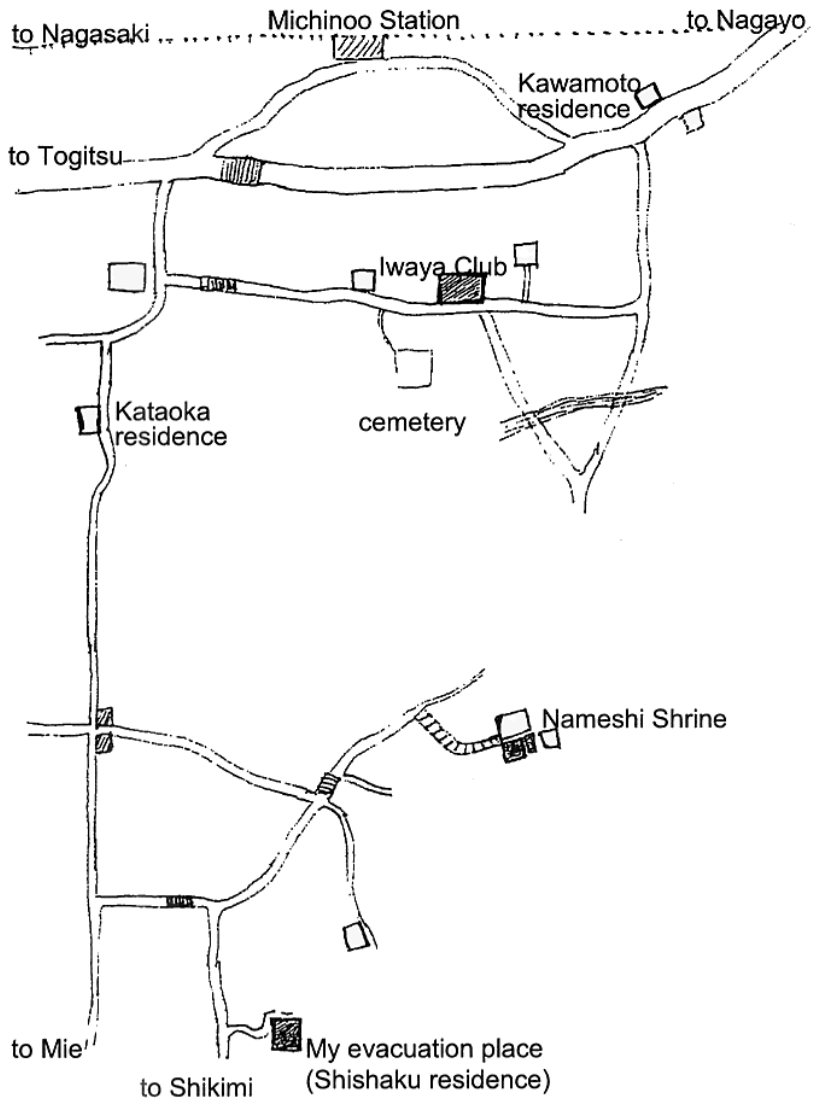 Michinoo Station
to Nagasaki
to Nagayo
Kawamoto
residence
to Togitsu
Iwaya Club
Kataoka
residence
cemetery
Nameshi Shrine
to Mie
My evacuation place
(Shishaku residence)
to Shikimi